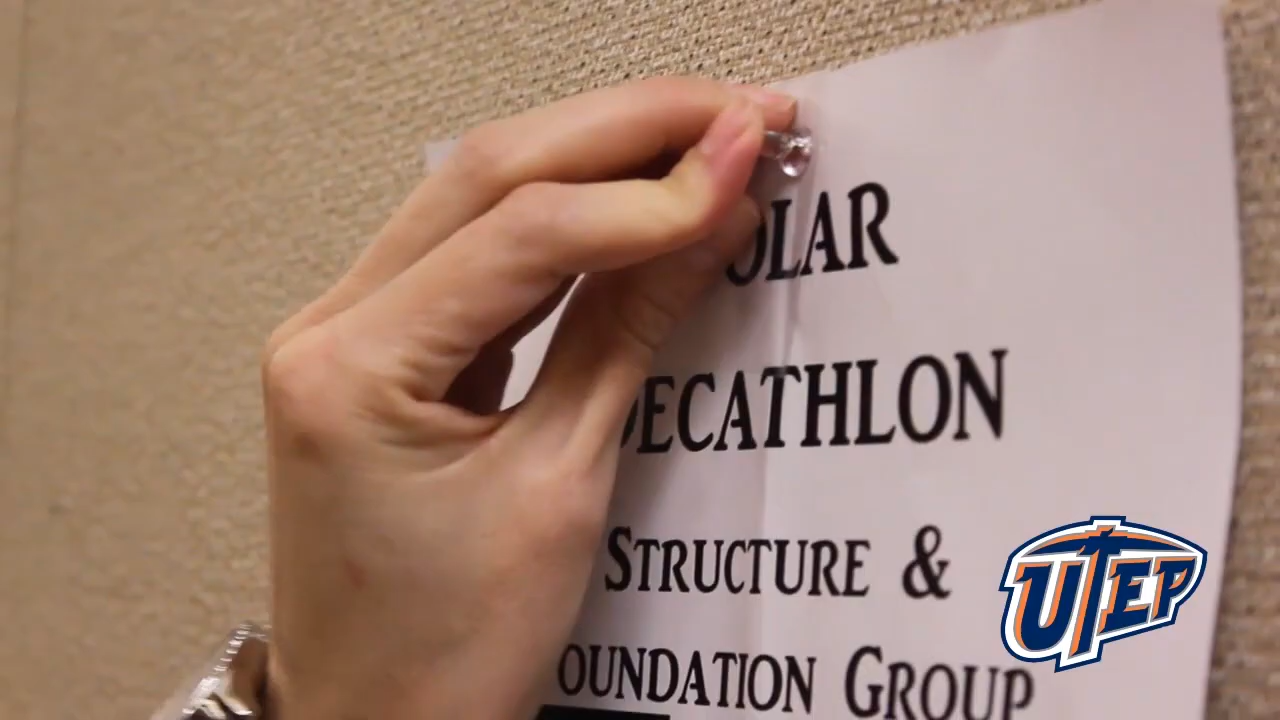 OLAR
DECATHLON
STRUCTURE &
OUNDATION GROUP
UTEP